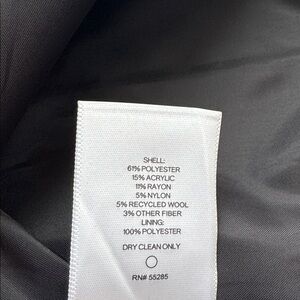 SHELL:
61% POLYESTER
15% ACRYLIC
11% RAYON
5% NYLON
5% RECYCLED WOOL
3% OTHER FIBER
LINING:
100% POLYESTER
DRY CLEAN ONLY
RN# 55285